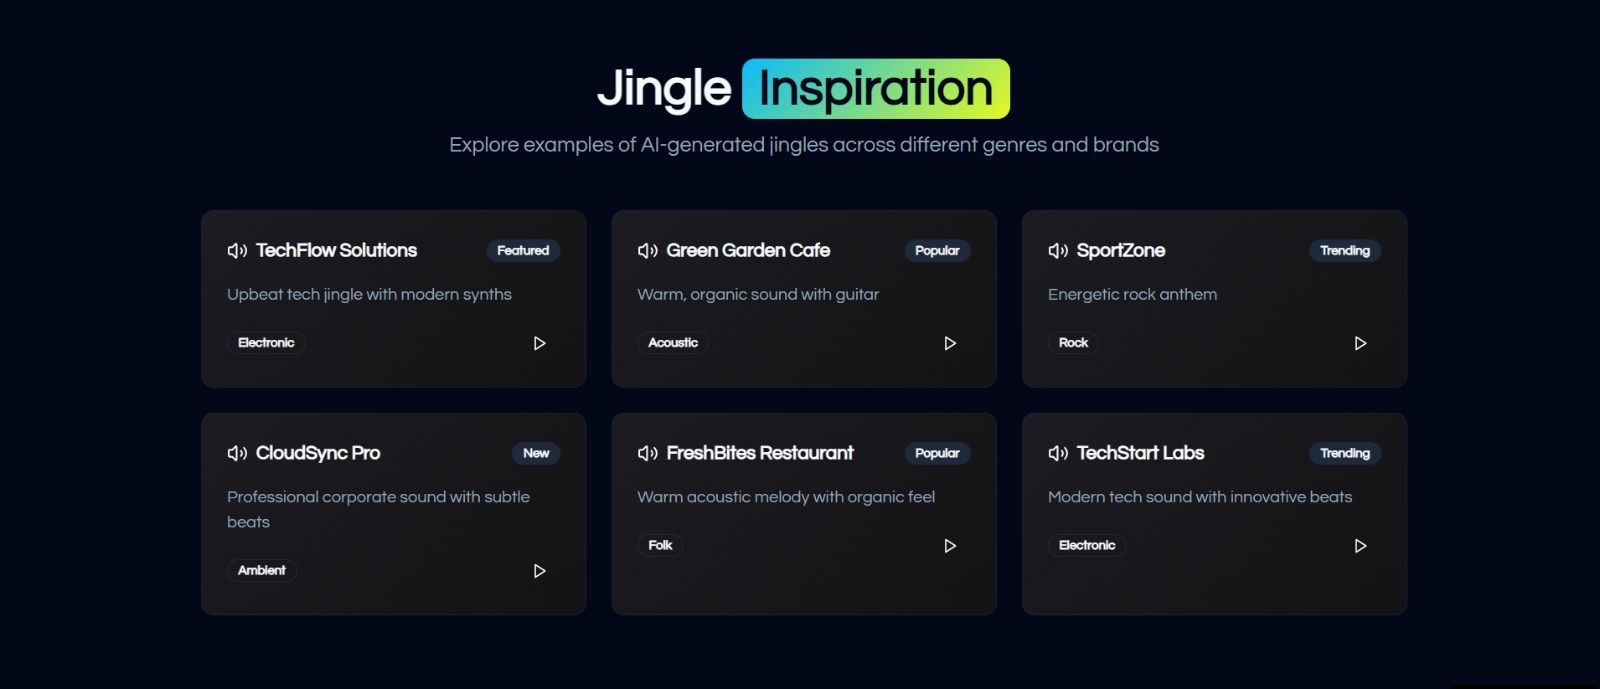 Jingle Inspiration
Explore examples of AI-generated jingles across different genres and brands
TechFlow Solutions
Featured
Upbeat tech jingle with modern synths
Electronic
Green Garden Cafe
Popular
Warm, organic sound with guitar
Acoustic
SportZone
Trending
Energetic rock anthem
Rock
CloudSync Pro
New
Professional corporate sound with subtle
beats
Ambient
FreshBites Restaurant
Popular
Warm acoustic melody with organic feel
Folk
TechStart Labs
Trending
Modern tech sound with innovative beats
Electronic